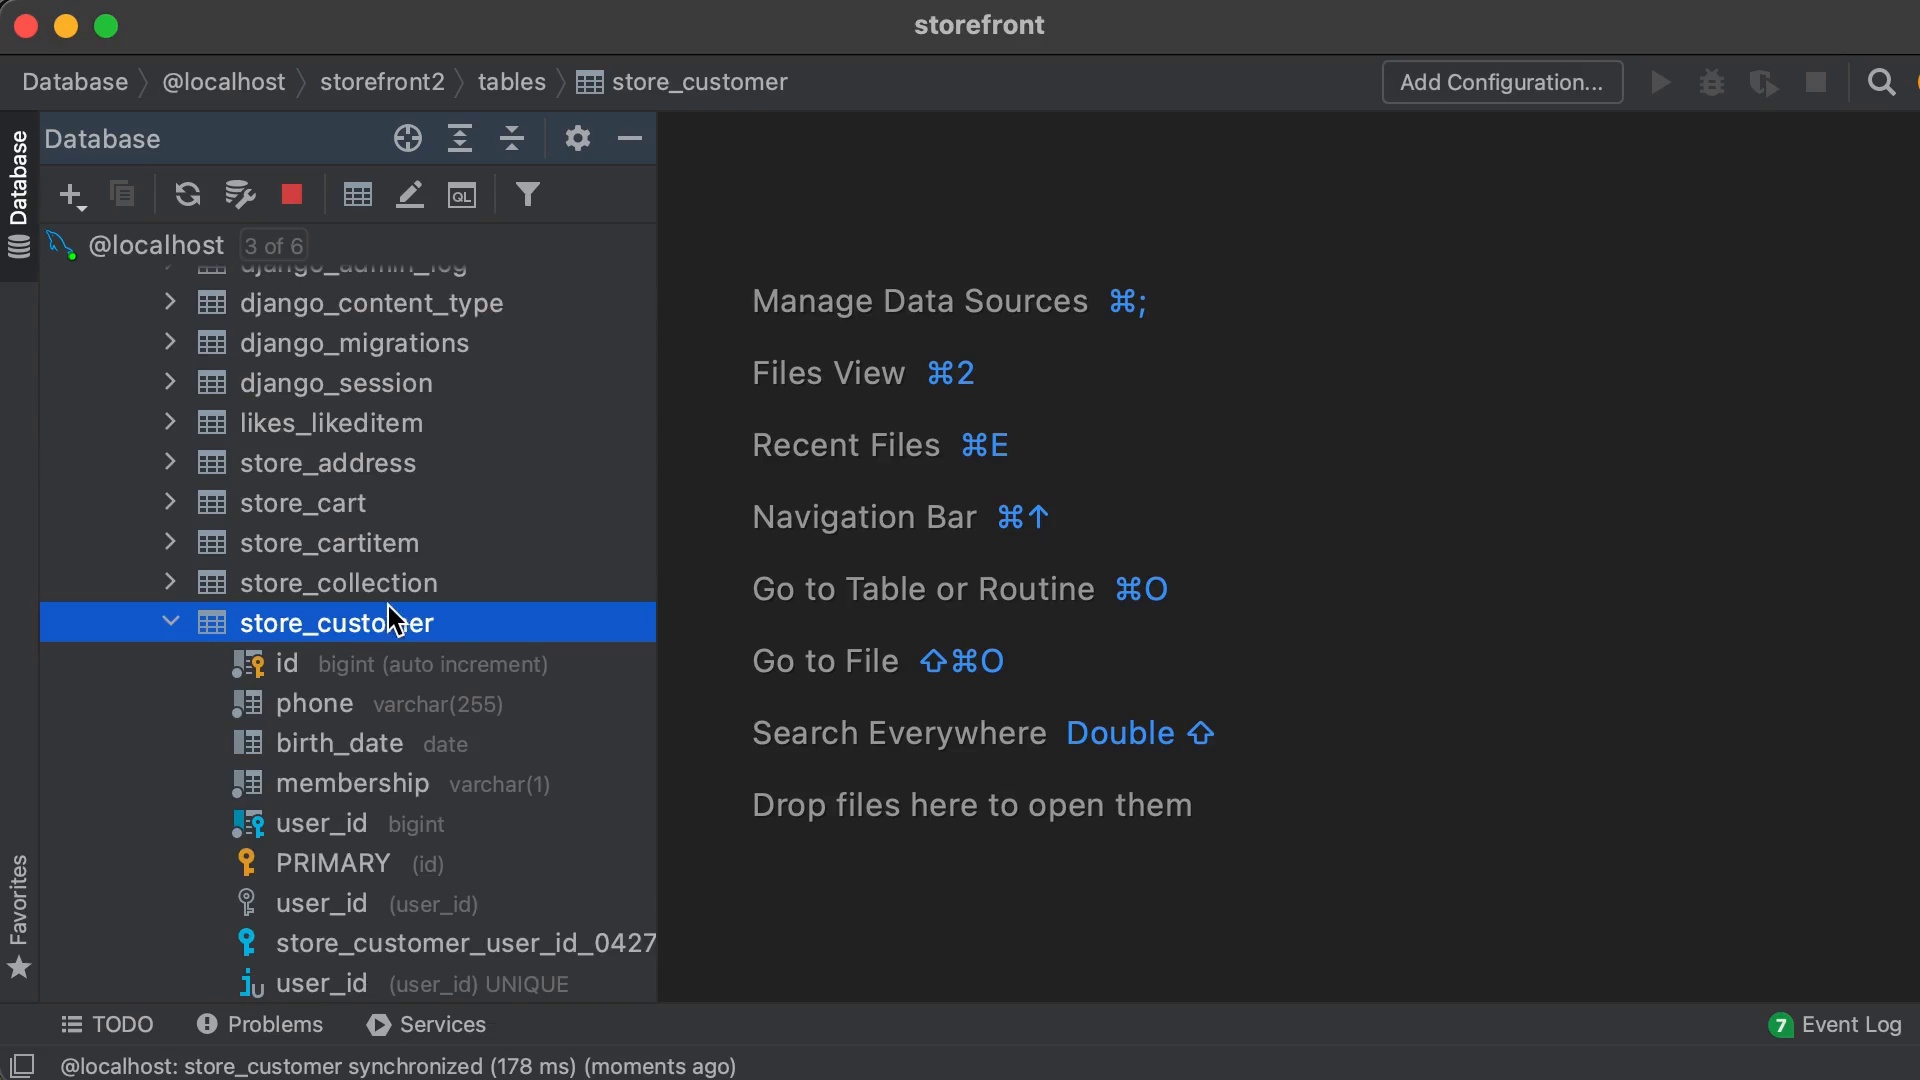 storefront
Database @localhost storefront2 tables store_customer
Add Configuration...
Database
Database
QL
@localhost 3 of 6
django_admin_log
django_content_type
django_migrations
django_session
likes_likeditem
store_address
store_cart
store_cartitem
store_collection
store_customer
id bigint (auto increment)
phone varchar(255)
birth_date date
membership varchar(1)
user_id bigint
PRIMARY (id)
user_id (user_id)
store_customer_user_id_0427
user_id (user_id) UNIQUE
Manage Data Sources ⌘;
Files View ⌘2
Recent Files ⌘E
Navigation Bar ⌘↑
Go to Table or Routine ⌘O
Go to File ⇧⌘O
Search Everywhere Double ⇧
Drop files here to open them
Favorites
TODO Problems Services
7 Event Log
@localhost: store_customer synchronized (178 ms) (moments ago)